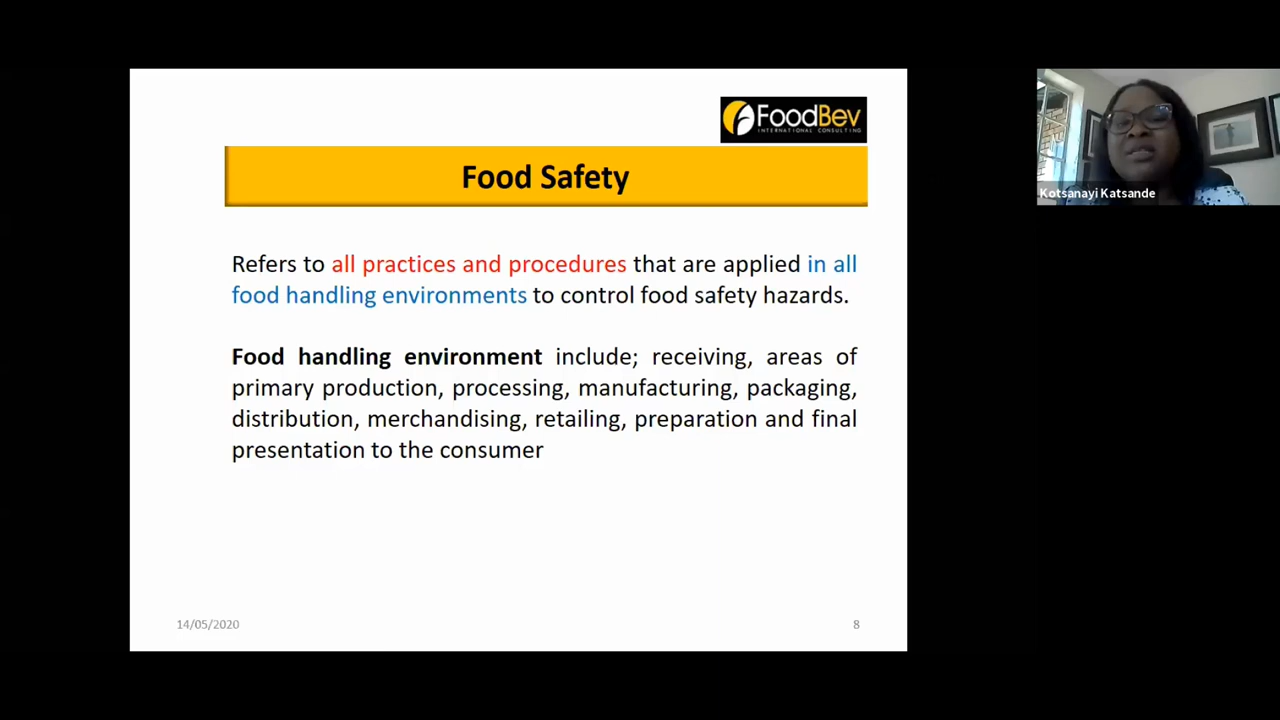 FoodBev
INTERNATIONAL CONSULTING
Food Safety
Refers to all practices and procedures that are applied in all
food handling environments to control food safety hazards.
Food handling environment include; receiving, areas of
primary production, processing, manufacturing, packaging,
distribution, merchandising, retailing, preparation and final
presentation to the consumer
14/05/2020
8
Kotsanayi Katsande